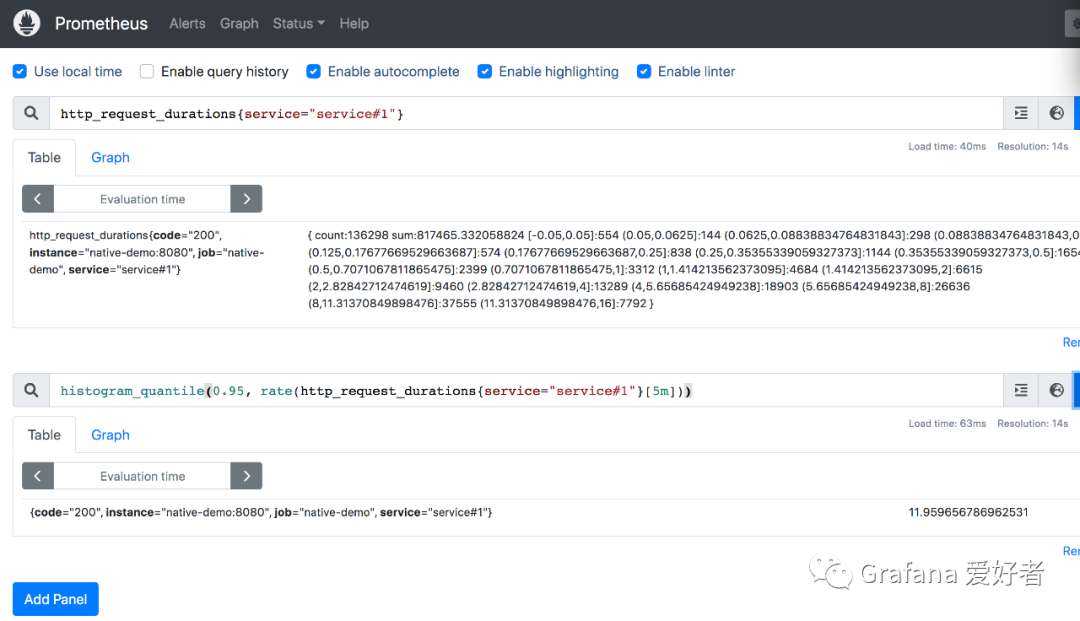 Prometheus Alerts Graph Status Help
Use local time Enable query history Enable autocomplete Enable highlighting Enable linter
http_request_durations{service="service#1"}
Load time: 40ms Resolution: 14s
Table Graph
Evaluation time
http_request_durations{code="200",
instance="native-demo:8080", job="native-
demo", service="service#1"}
{ count:136298 sum:817465.332058824 [-0.05,0.05]:554 (0.05,0.0625]:144 (0.0625,0.08838834764831843]:298 (0.08838834764831843,0
(0.125,0.17677669529663687]:574 (0.17677669529663687,0.25]:838 (0.25,0.35355339059327373]:1144 (0.35355339059327373,0.5]:1654
(0.5,0.7071067811865475]:2399 (0.7071067811865475,1]:3312 (1,1.414213562373095]:4684 (1.414213562373095,2]:6615
(2,2.82842712474619]:9460 (2.82842712474619,4]:13289 (4,5.65685424949238]:18903 (5.65685424949238,8]:26636
(8,11.31370849898476]:37555 (11.31370849898476,16]:7792 }
histogram_quantile(0.95, rate(http_request_durations{service="service#1"}[5m]))
Load time: 63ms Resolution: 14s
Table Graph
Evaluation time
{code="200", instance="native-demo:8080", job="native-demo", service="service#1"} 11.959656786962531
Grafana 爱好者
Add Panel